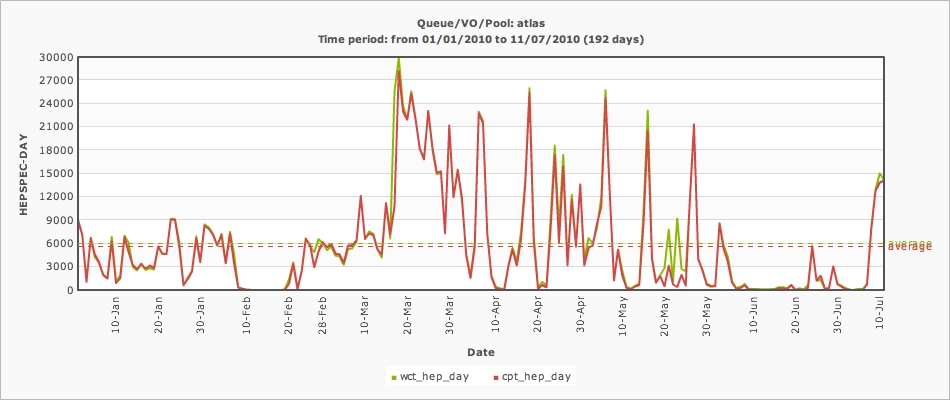 Queue/VO/Pool: atlas
Time period: from 01/01/2010 to 11/07/2010 (192 days)
30000
27000
24000
21000
18000
15000
12000
9000
6000
3000
0
HEPSPEC-DAY
average
average
10-Jan
20-Jan
30-Jan
10-Feb
20-Feb
28-Feb
10-Mar
20-Mar
30-Mar
10-Apr
20-Apr
30-Apr
10-May
20-May
30-May
10-Jun
20-Jun
30-Jun
10-Jul
Date
wct_hep_day cpt_hep_day